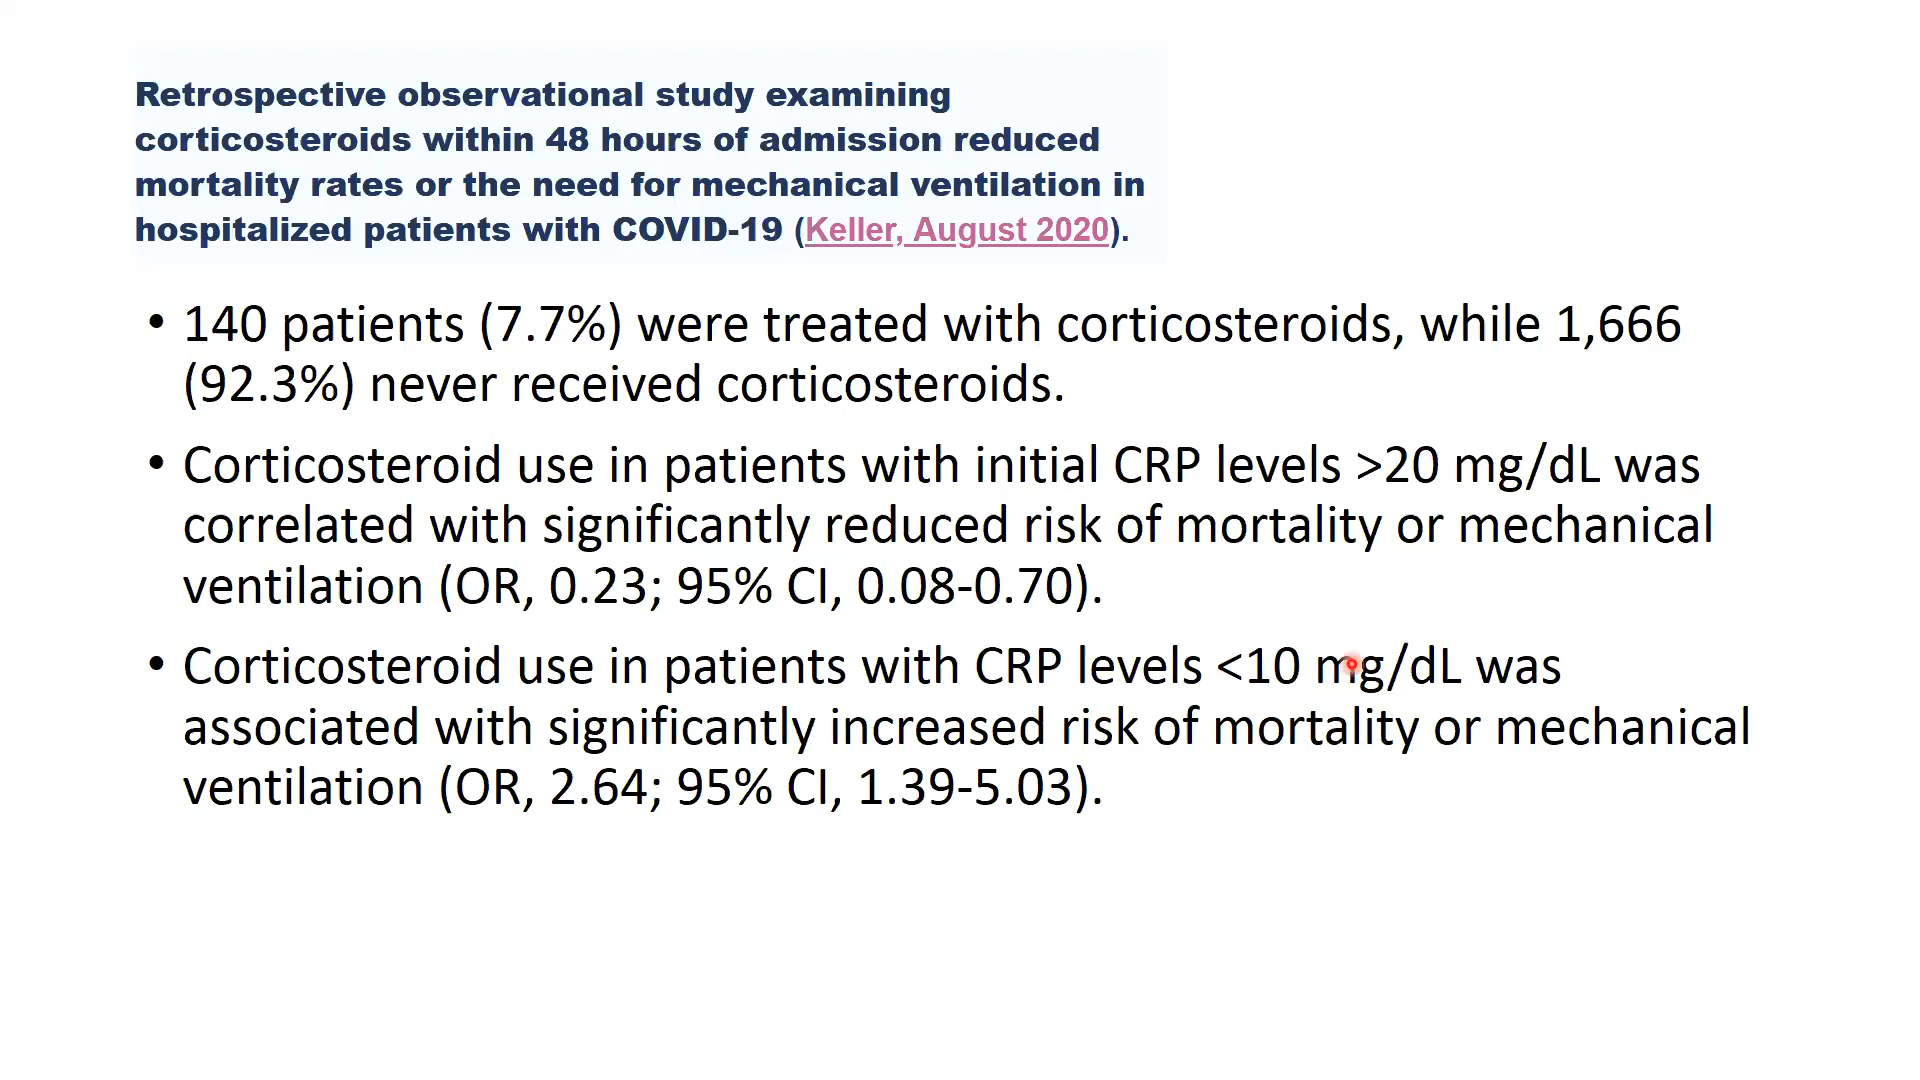 Retrospective observational study examining
corticosteroids within 48 hours of admission reduced
mortality rates or the need for mechanical ventilation in
hospitalized patients with COVID-19 (Keller, August 2020).
• 140 patients (7.7%) were treated with corticosteroids, while 1,666
(92.3%) never received corticosteroids.
• Corticosteroid use in patients with initial CRP levels >20 mg/dL was
correlated with significantly reduced risk of mortality or mechanical
ventilation (OR, 0.23; 95% CI, 0.08-0.70).
• Corticosteroid use in patients with CRP levels <10 mg/dL was
associated with significantly increased risk of mortality or mechanical
ventilation (OR, 2.64; 95% CI, 1.39-5.03).